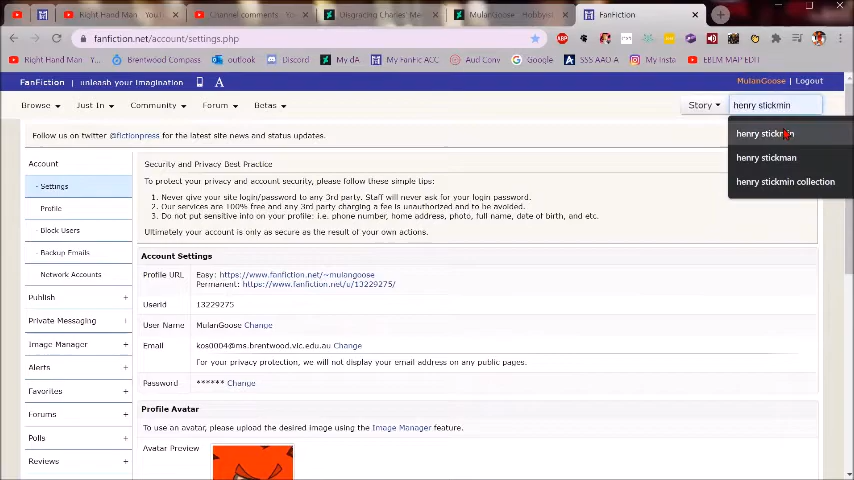 Right Hand Man - You
Channel comments - You
Disgracing Charles' Me
MulanGoose - Hobbyis
FanFiction
fanfiction.net/account/settings.php
Right Hand Man - Yo
Brentwood Compass
outlook
Discord
My dA
My FanFic ACC
Aud Conv
Google
SSS AAO A
My Insta
EBLM MAP EDIT
FanFiction | unleash your imagination
MulanGoose | Logout
Browse
Just In
Community
Forum
Betas
Story
henry stickmin
henry stickmin
henry stickman
henry stickmin collection
Follow us on twitter @fictionpress for the latest site news and status updates.
Account
- Settings
- Profile
- Block Users
- Backup Emails
- Network Accounts
Publish +
Private Messaging +
Image Manager +
Alerts +
Favorites +
Forums +
Polls +
Reviews +
Security and Privacy Best Practice
To protect your privacy and account security, please follow these simple tips:
1. Never give your site login/password to any 3rd party. Staff will never ask for your login password.
2. Our services are 100% free and any 3rd party charging a fee is unauthorized and to be avoided.
3. Do not put sensitive info on your profile: i.e. phone number, home address, photo, full name, date of birth, and etc.
Ultimately your account is only as secure as the result of your own actions.
Account Settings
Profile URL
Easy: https://www.fanfiction.net/~mulangoose
Permanent: https://www.fanfiction.net/u/13229275/
UserId
13229275
User Name
MulanGoose Change
Email
kos0004@ms.brentwood.vic.edu.au Change
For your privacy protection, we will not display your email address on any public pages.
Password
****** Change
Profile Avatar
To use an avatar, please upload the desired image using the Image Manager feature.
Avatar Preview